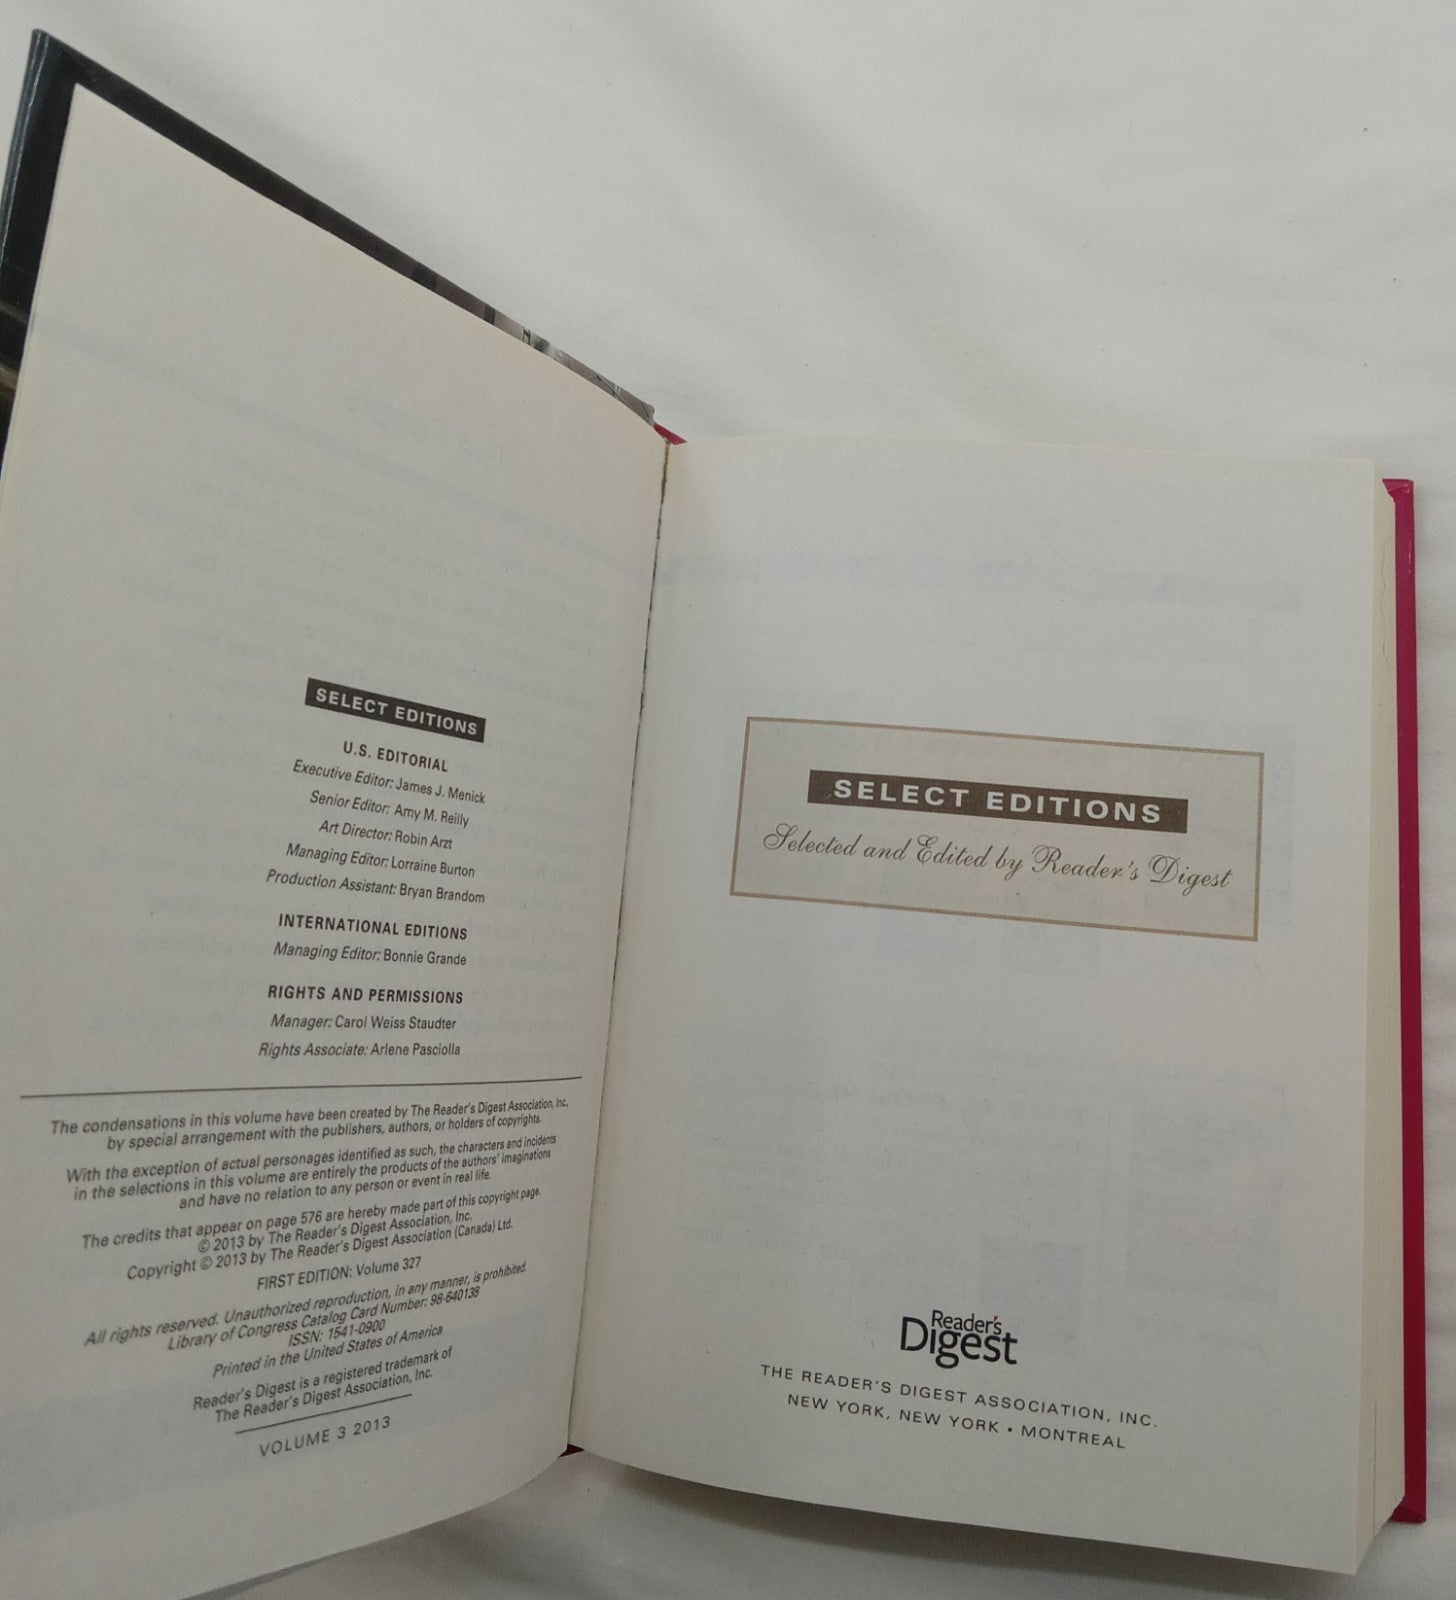 SELECT EDITIONS
U.S. EDITORIAL
Executive Editor: James J. Menick
Senior Editor: Amy M. Reilly
Art Director: Robin Arzt
Managing Editor: Lorraine Burton
Production Assistant: Bryan Brandom
INTERNATIONAL EDITIONS
Managing Editor: Bonnie Grande
RIGHTS AND PERMISSIONS
Manager: Carol Weiss Staudter
Rights Associate: Arlene Pasciolla
The condensations in this volume have been created by The Reader's Digest Association, Inc.,
by special arrangement with the publishers, authors, or holders of copyrights.
With the exception of actual personages identified as such, the characters and incidents
in the selections in this volume are entirely the products of the authors' imaginations
and have no relation to any person or event in real life.
The credits that appear on page 576 are hereby made part of this copyright page.
© 2013 by The Reader's Digest Association, Inc.
Copyright © 2013 by The Reader's Digest Association (Canada) Ltd.
FIRST EDITION: Volume 327
All rights reserved. Unauthorized reproduction, in any manner, is prohibited.
Library of Congress Catalog Card Number: 98-640138
ISSN: 1541-0900
Printed in the United States of America
Reader's Digest is a registered trademark of
The Reader's Digest Association, Inc.
VOLUME 3 2013
SELECT EDITIONS
Selected and Edited by Reader's Digest
Reader's
Digest
THE READER'S DIGEST ASSOCIATION, INC.
NEW YORK, NEW YORK • MONTREAL